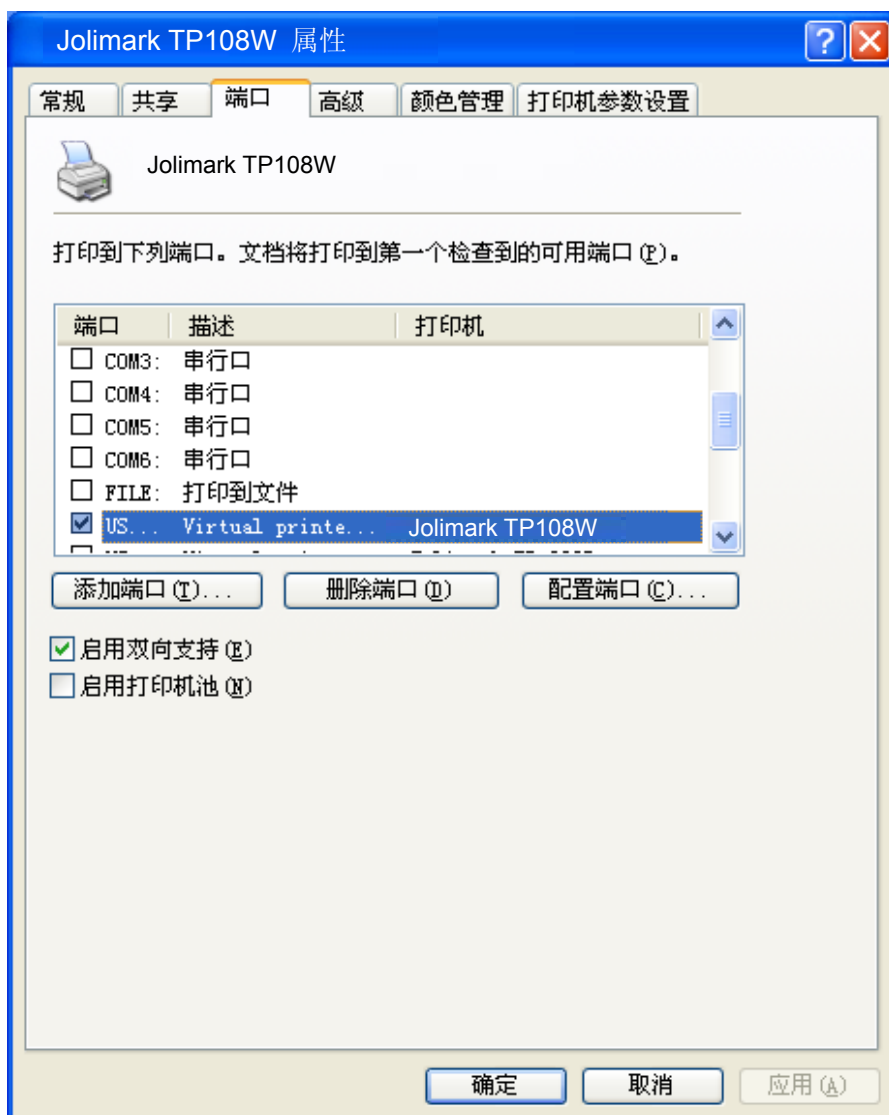 Jolimark TP108W 属性
常规 共享 端口 高级 颜色管理 打印机参数设置
Jolimark TP108W
打印到下列端口。文档将打印到第一个检查到的可用端口(P)。
端口 描述 打印机
COM3: 串行口
COM4: 串行口
COM5: 串行口
COM6: 串行口
FILE: 打印到文件
US... Virtual printe... Jolimark TP108W
添加端口(T)... 删除端口(D) 配置端口(C)...
启用双向支持(E)
启用打印机池(N)
确定 取消 应用(A)